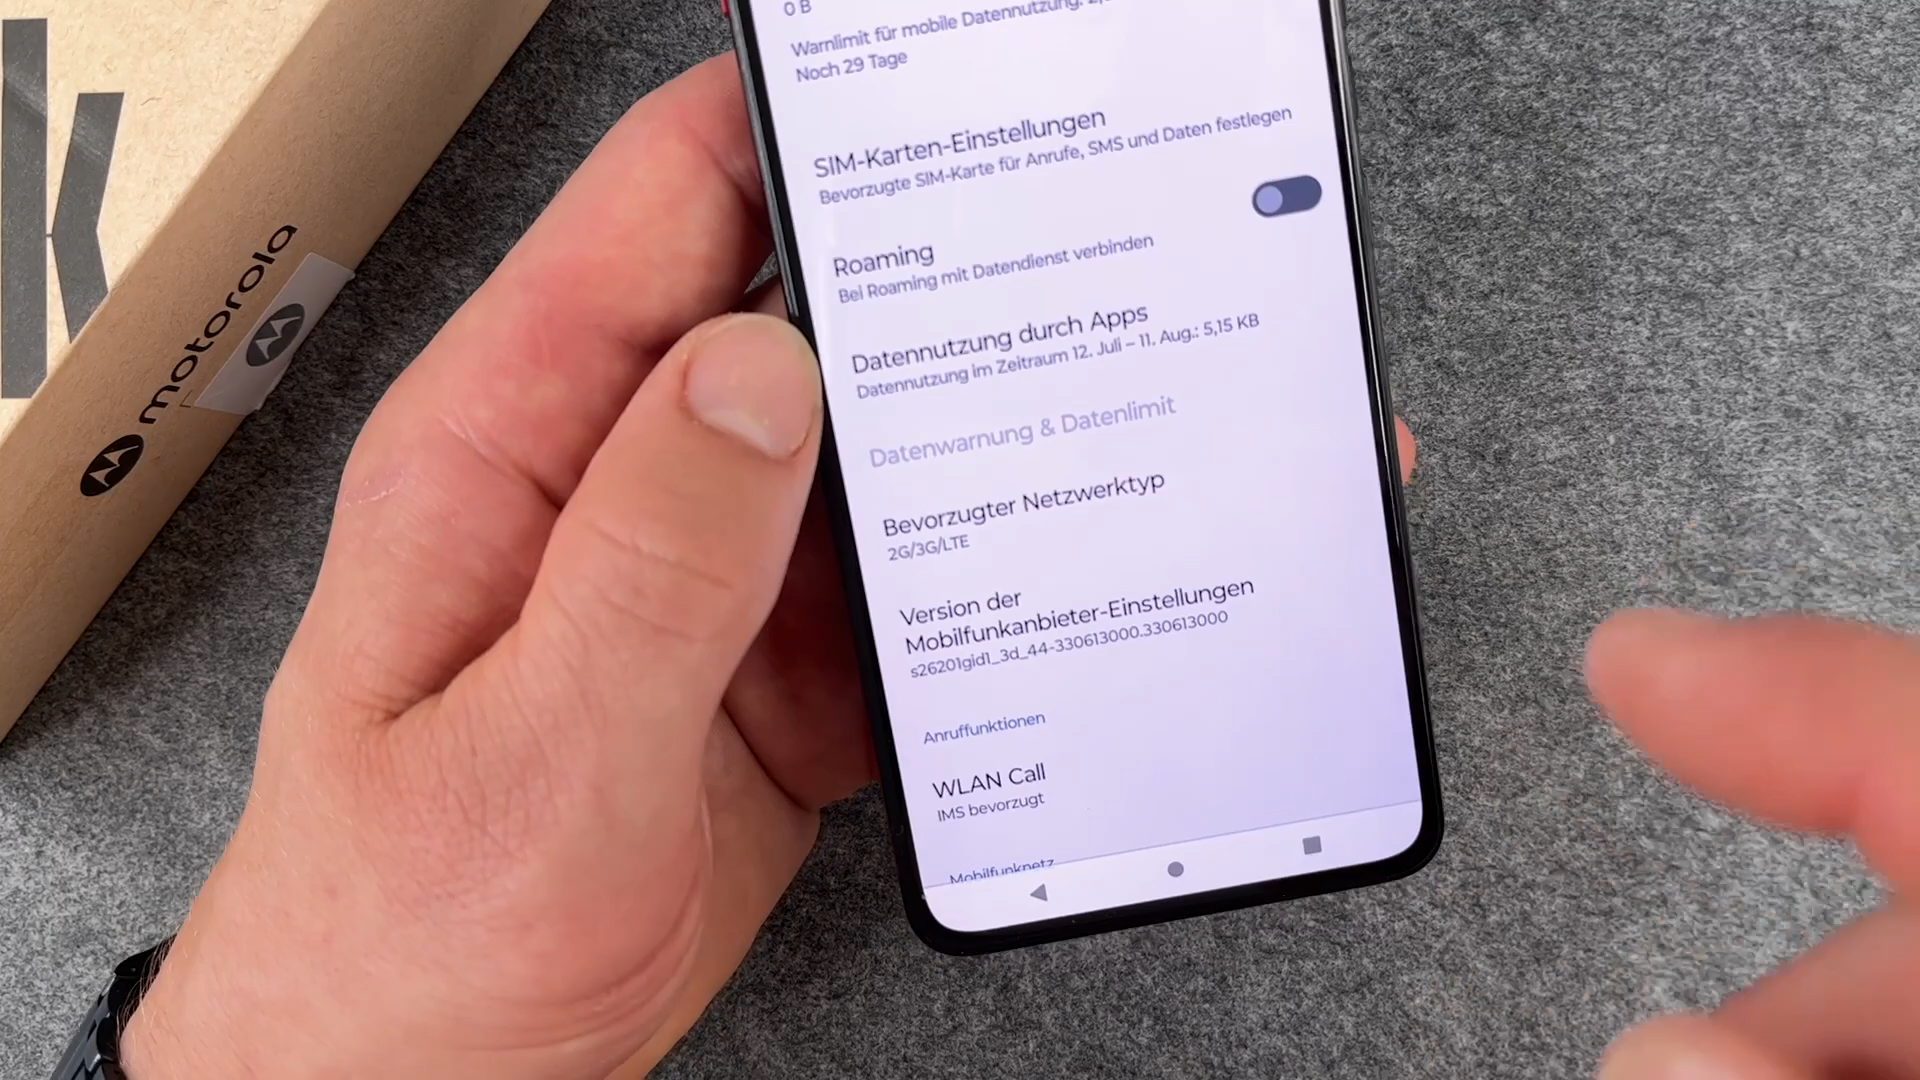 k
motorola
0 B
Warnlimit für mobile Datennutzung:
Noch 29 Tage
SIM-Karten-Einstellungen
Bevorzugte SIM-Karte für Anrufe, SMS und Daten festlegen
Roaming
Bei Roaming mit Datendienst verbinden
Datennutzung durch Apps
Datennutzung im Zeitraum 12. Juli – 11. Aug.: 5,15 KB
Datenwarnung & Datenlimit
Bevorzugter Netzwerktyp
2G/3G/LTE
Version der
Mobilfunkanbieter-Einstellungen
s26201gid1_3d_44-330613000.330613000
Anruffunktionen
WLAN Call
IMS bevorzugt
Mobilfunknetz